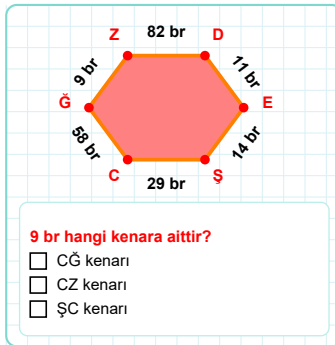 82 br
Z
D
9 br
11 br
Ğ
E
58 br
14 br
C
Ş
29 br
9 br hangi kenara aittir?
CĞ kenarı
CZ kenarı
ŞC kenarı